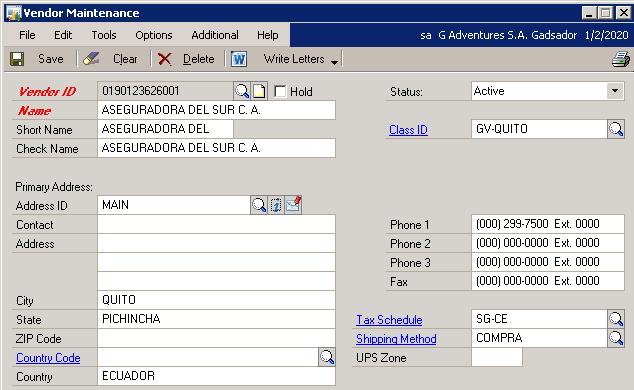 Vendor Maintenance
File Edit Tools Options Additional Help sa G Adventures S.A. Gadsador 1/2/2020
Save Clear Delete Write Letters
Vendor ID 0190123626001 Hold Status: Active
Name ASEGURADORA DEL SUR C. A.
Short Name ASEGURADORA DEL Class ID GV-QUITO
Check Name ASEGURADORA DEL SUR C. A.
Primary Address:
Address ID MAIN
Contact Phone 1 (000) 299-7500 Ext. 0000
Address Phone 2 (000) 000-0000 Ext. 0000
Phone 3 (000) 000-0000 Ext. 0000
Fax (000) 000-0000 Ext. 0000
City QUITO
State PICHINCHA Tax Schedule SG-CE
ZIP Code Shipping Method COMPRA
Country Code UPS Zone
Country ECUADOR